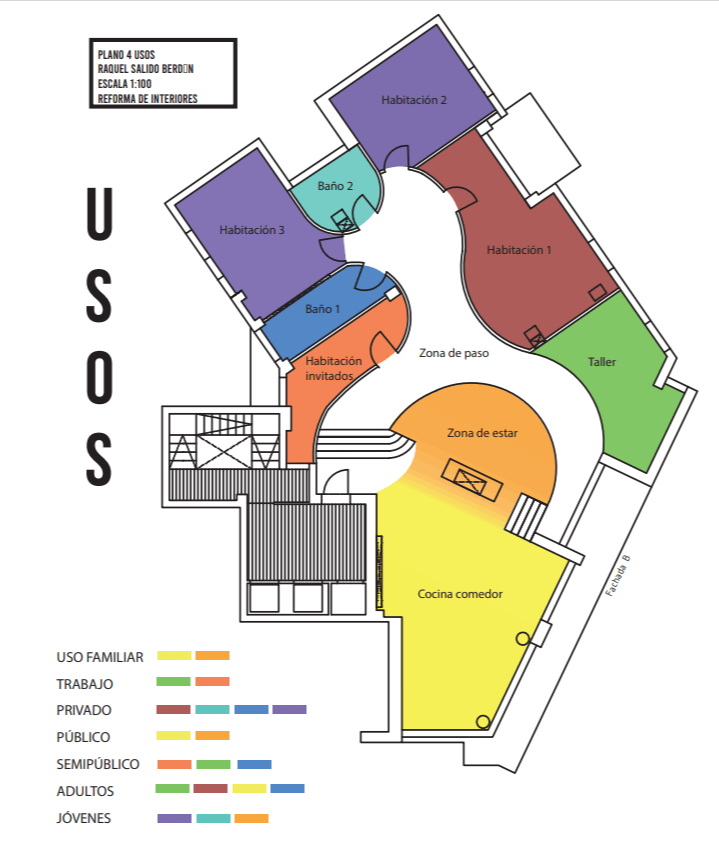 PLANO 4 USOS
RAQUEL SALIDO BERD▯N
ESCALA 1:100
REFORMA DE INTERIORES
USOS
Habitación 2
Baño 2
Habitación 3
Habitación 1
Baño 1
Zona de paso
Habitación
invitados
Taller
Zona de estar
Fachada B
Cocina comedor
USO FAMILIAR
TRABAJO
PRIVADO
PÚBLICO
SEMIPÚBLICO
ADULTOS
JÓVENES